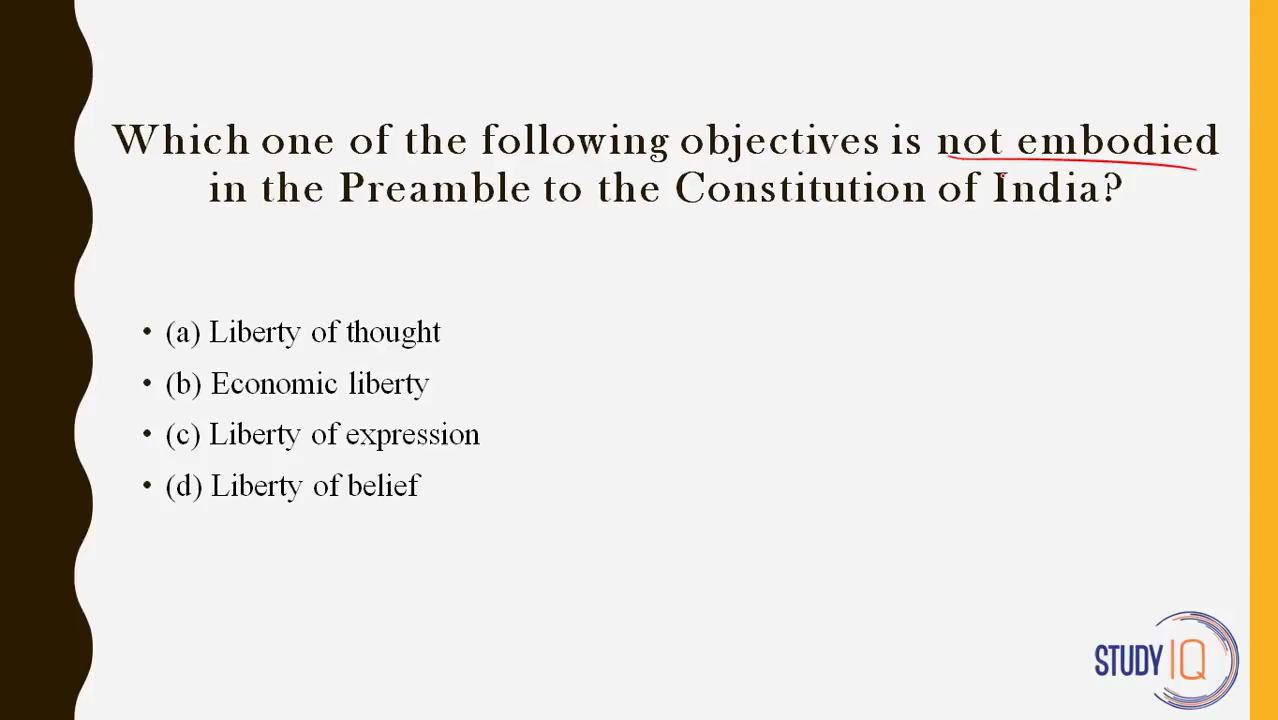 Which one of the following objectives is not embodied
in the Preamble to the Constitution of India?
• (a) Liberty of thought
• (b) Economic liberty
• (c) Liberty of expression
• (d) Liberty of belief
STUDY IQ